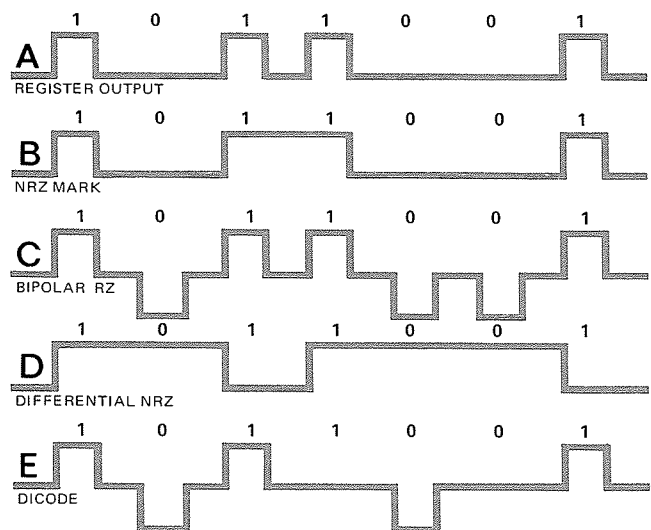 1 0 1 1 0 0 1
A
REGISTER OUTPUT
1 0 1 1 0 0 1
B
NRZ MARK
1 0 1 1 0 0 1
C
BIPOLAR RZ
1 0 1 1 0 0 1
D
DIFFERENTIAL NRZ
1 0 1 1 0 0 1
E
DICODE